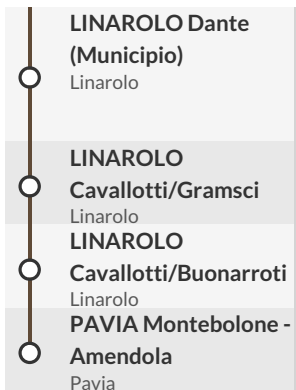 LINAROLO Dante
(Municipio)
Linarolo
LINAROLO
Cavallotti/Gramsci
Linarolo
LINAROLO
Cavallotti/Buonarroti
Linarolo
PAVIA Montebolone -
Amendola
Pavia